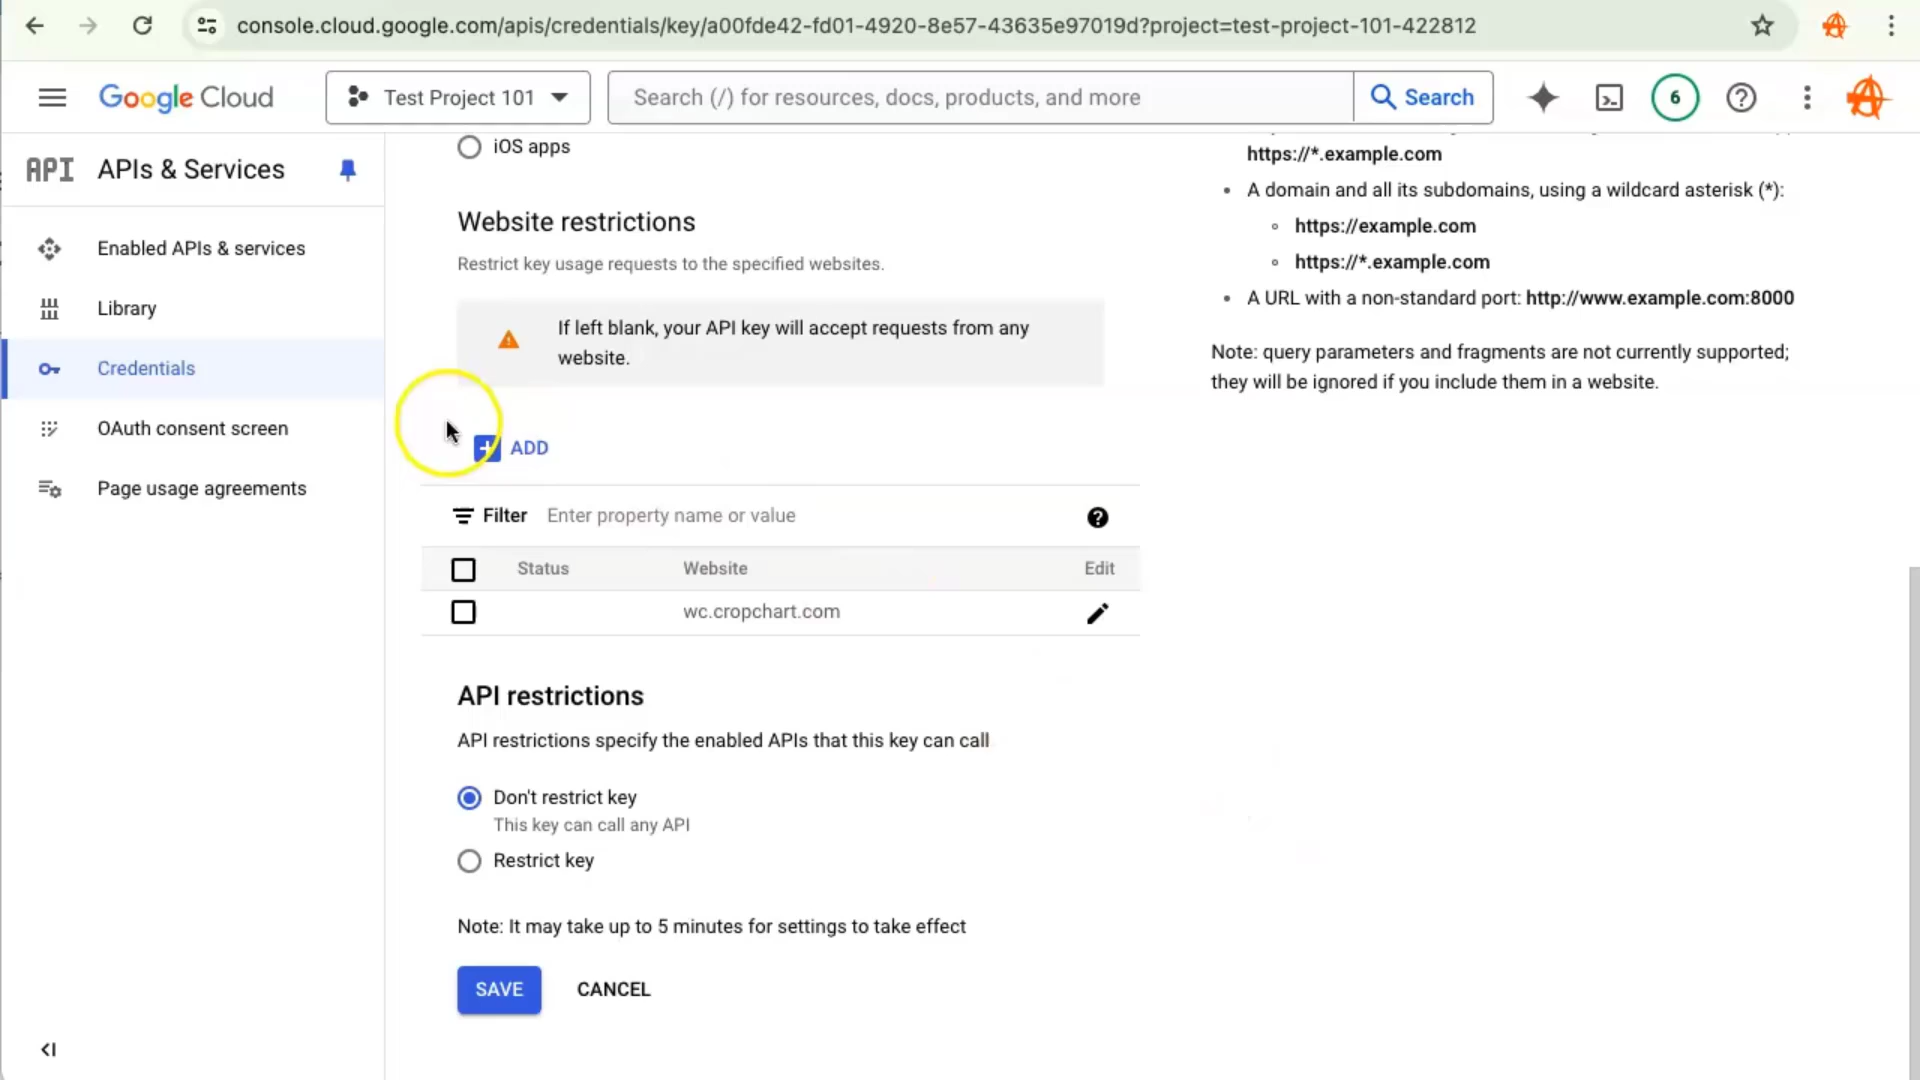 console.cloud.google.com/apis/credentials/key/a00fde42-fd01-4920-8e57-43635e97019d?project=test-project-101-422812
Google Cloud
Test Project 101
Search (/) for resources, docs, products, and more
Search
6
API
APIs & Services
Enabled APIs & services
Library
Credentials
OAuth consent screen
Page usage agreements
iOS apps
Website restrictions
Restrict key usage requests to the specified websites.
If left blank, your API key will accept requests from any
website.
ADD
Filter
Enter property name or value
Status
Website
Edit
wc.cropchart.com
API restrictions
API restrictions specify the enabled APIs that this key can call
Don't restrict key
This key can call any API
Restrict key
Note: It may take up to 5 minutes for settings to take effect
SAVE
CANCEL
https://*.example.com
• A domain and all its subdomains, using a wildcard asterisk (*):
https://example.com
https://*.example.com
• A URL with a non-standard port: http://www.example.com:8000
Note: query parameters and fragments are not currently supported;
they will be ignored if you include them in a website.